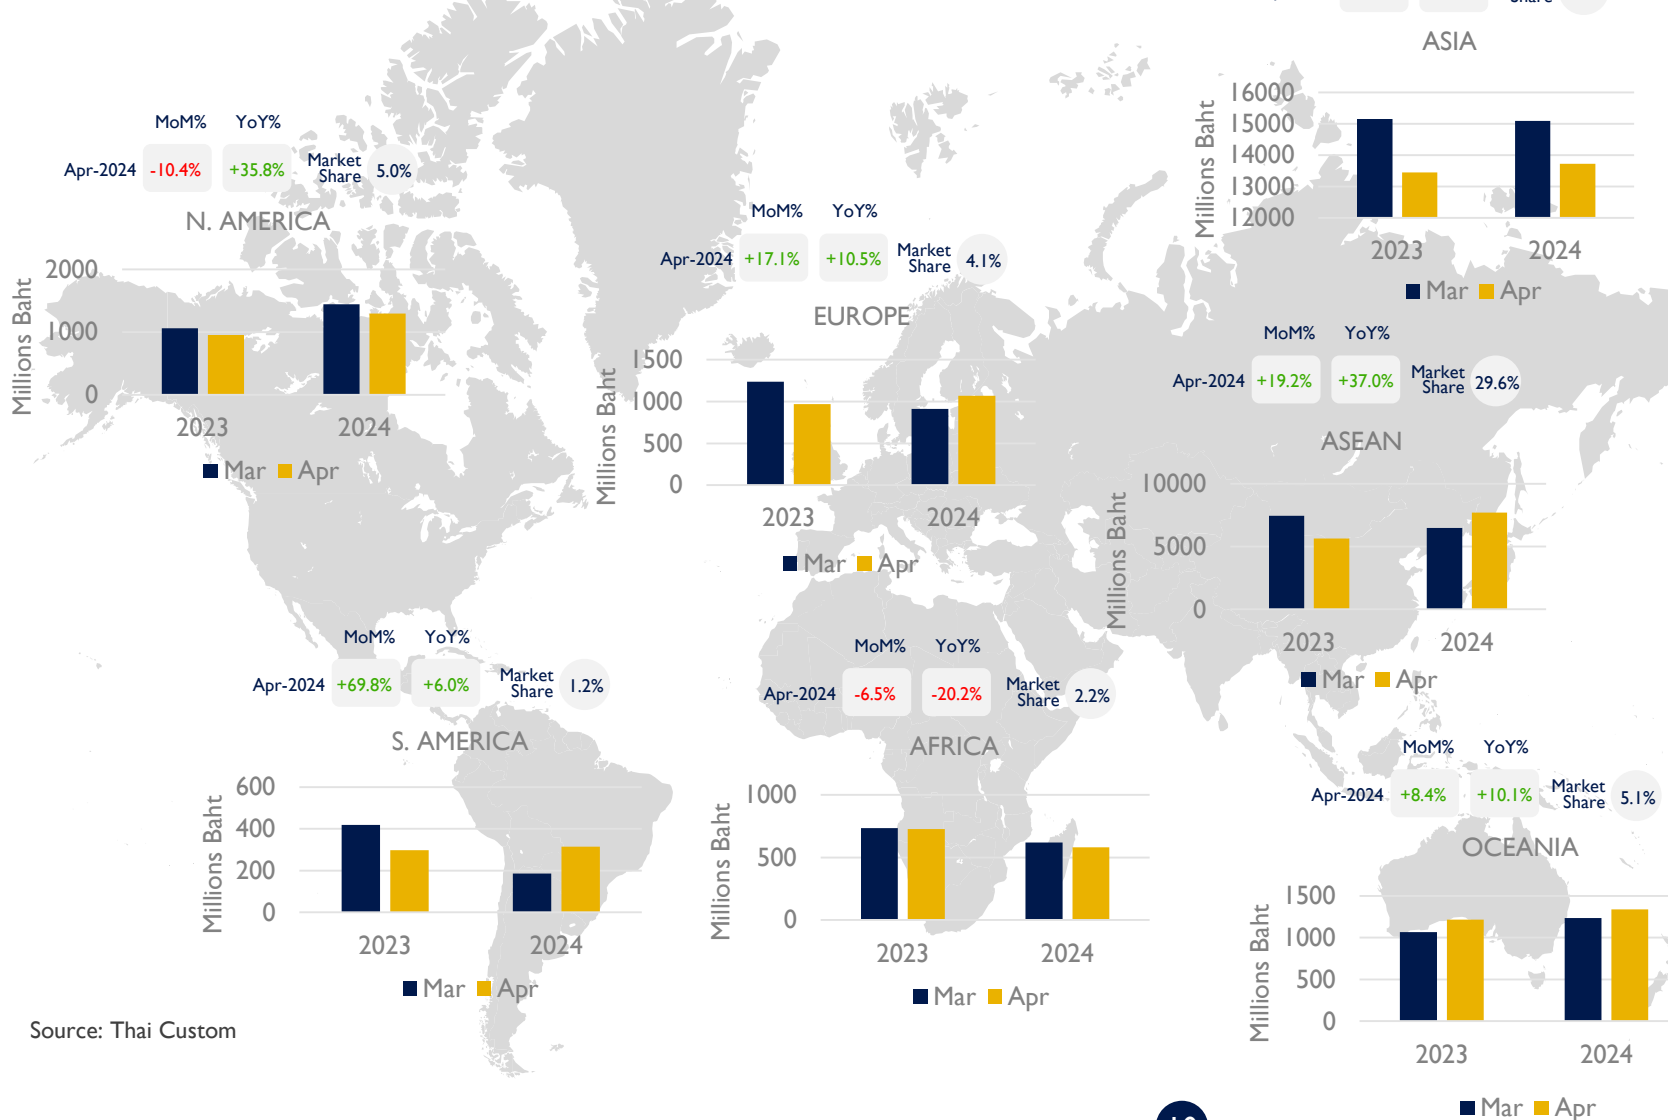 Share
ASIA
Millions Baht
16000
15000
14000
13000
12000
2023 2024
Mar Apr
MoM% YoY%
Apr-2024 -10.4% +35.8% Market Share 5.0%
N. AMERICA
Millions Baht
2000
1000
0
2023 2024
Mar Apr
MoM% YoY%
Apr-2024 +17.1% +10.5% Market Share 4.1%
EUROPE
Millions Baht
1500
1000
500
0
2023 2024
Mar Apr
MoM% YoY%
Apr-2024 +19.2% +37.0% Market Share 29.6%
ASEAN
Millions Baht
10000
5000
0
2023 2024
Mar Apr
MoM% YoY%
Apr-2024 +69.8% +6.0% Market Share 1.2%
S. AMERICA
Millions Baht
600
400
200
0
2023 2024
Mar Apr
MoM% YoY%
Apr-2024 -6.5% -20.2% Market Share 2.2%
AFRICA
Millions Baht
1000
500
0
2023 2024
Mar Apr
MoM% YoY%
Apr-2024 +8.4% +10.1% Market Share 5.1%
OCEANIA
Millions Baht
1500
1000
500
0
2023 2024
Mar Apr
Source: Thai Custom